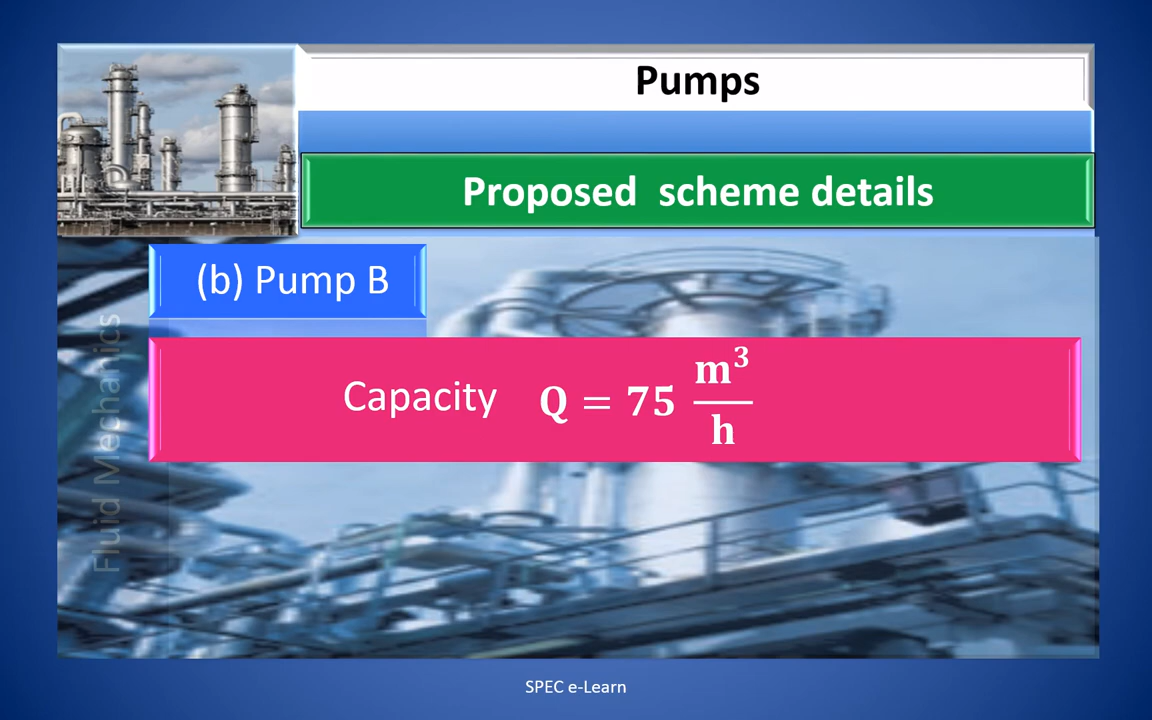 Pumps
Proposed scheme details
(b) Pump B
Capacity Q = 75 m³/h
Fluid Mechanics
SPEC e-Learn